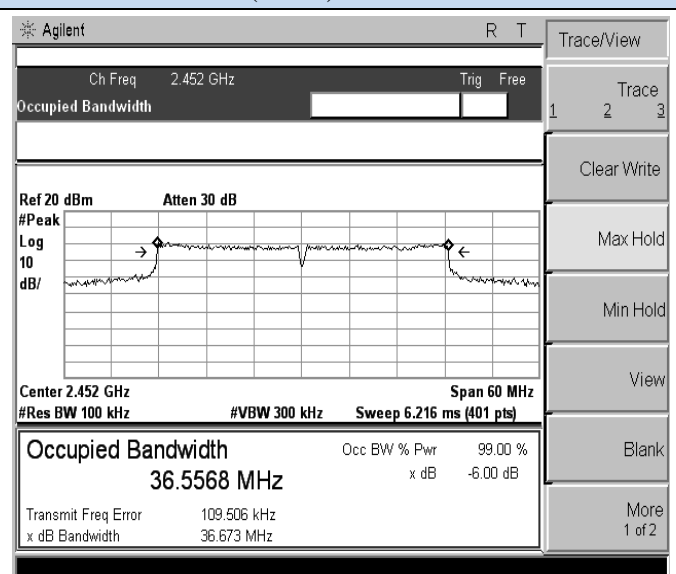 Agilent R T
Trace/View
Ch Freq 2.452 GHz Trig Free
Occupied Bandwidth
Trace
1 2 3
Clear Write
Ref 20 dBm Atten 30 dB
#Peak
Log
10
dB/
Max Hold
Min Hold
View
Center 2.452 GHz Span 60 MHz
#Res BW 100 kHz #VBW 300 kHz Sweep 6.216 ms (401 pts)
Occupied Bandwidth Occ BW % Pwr 99.00 %
36.5568 MHz x dB -6.00 dB
Blank
Transmit Freq Error 109.506 kHz
x dB Bandwidth 36.673 MHz
More
1 of 2